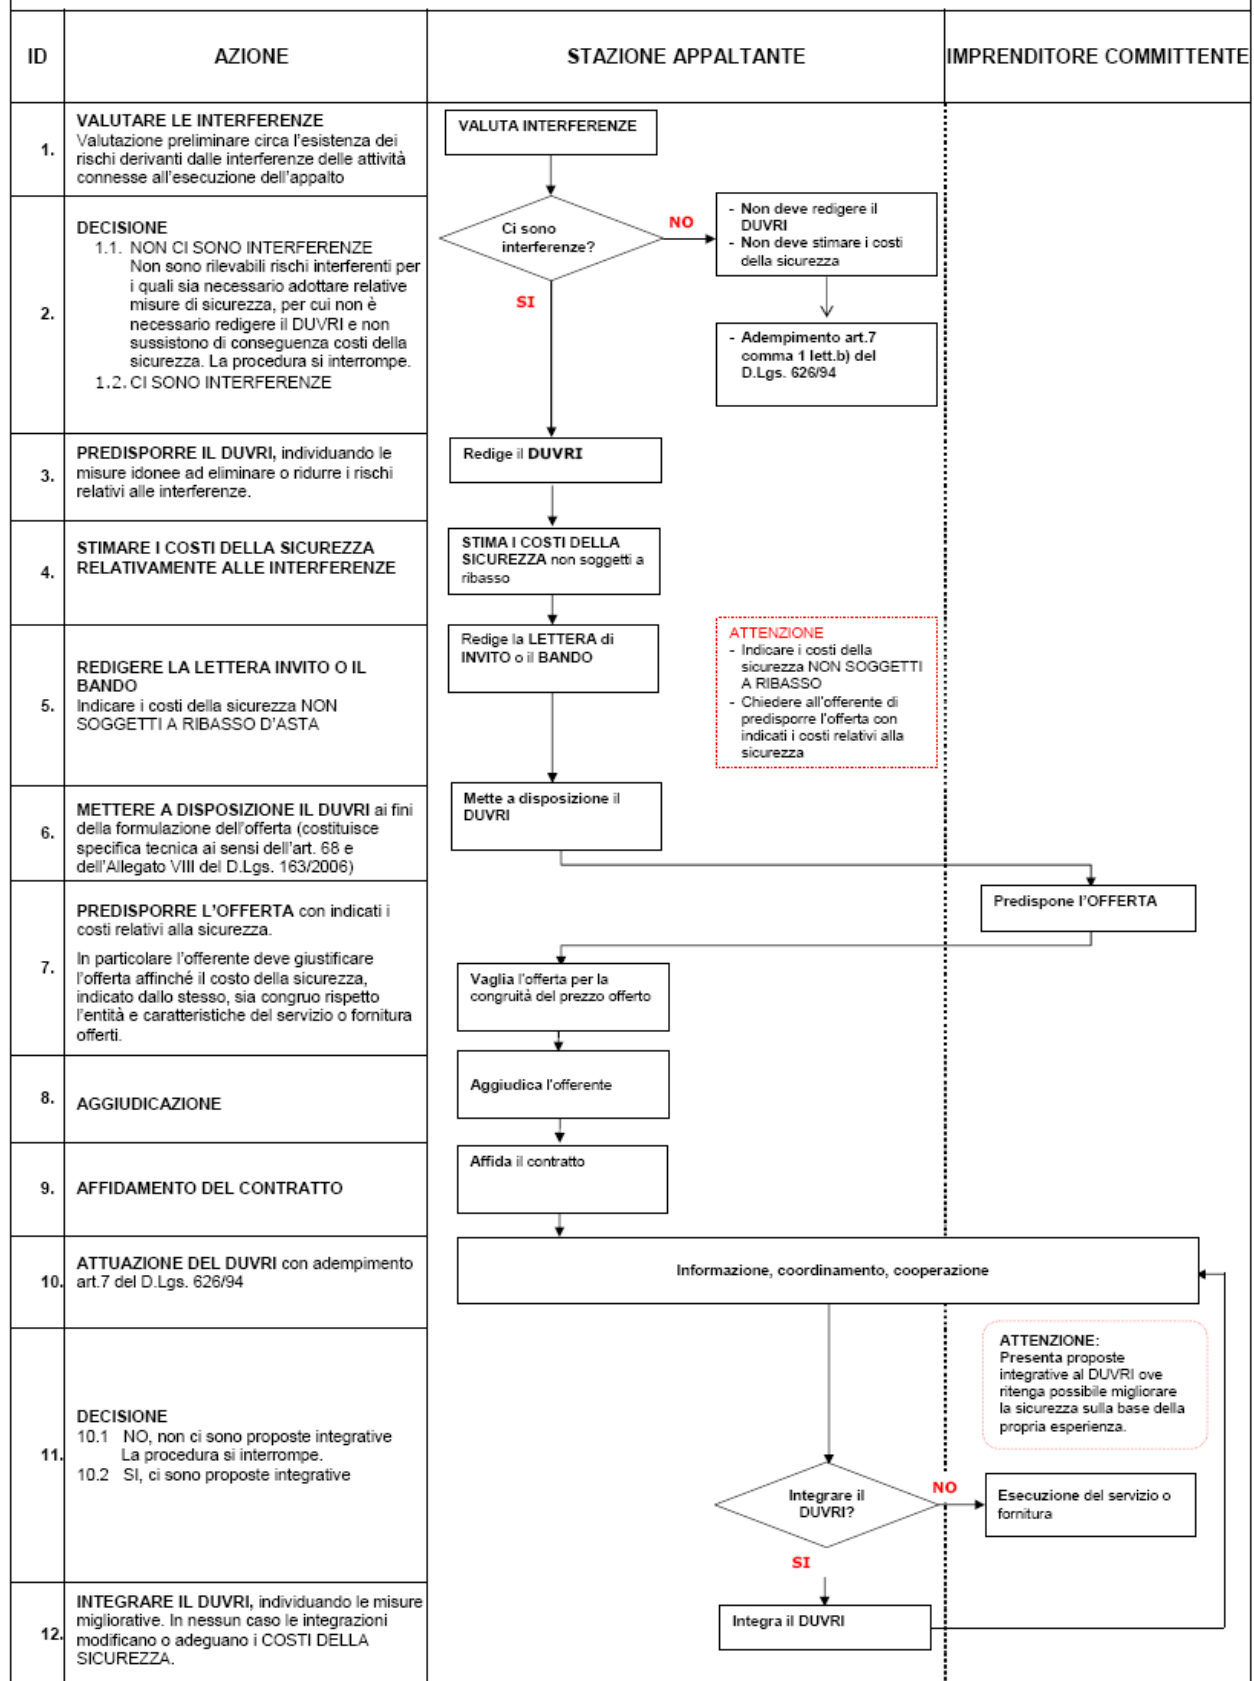 ID
AZIONE
STAZIONE APPALTANTE
IMPRENDITORE COMMITTENTE
1.
VALUTARE LE INTERFERENZE
Valutazione preliminare circa l'esistenza dei
rischi derivanti dalle interferenze delle attività
connesse all'esecuzione dell'appalto
VALUTA INTERFERENZE
2.
DECISIONE
1.1. NON CI SONO INTERFERENZE
Non sono rilevabili rischi interferenti per
i quali sia necessario adottare relative
misure di sicurezza, per cui non è
necessario redigere il DUVRI e non
sussistono di conseguenza costi della
sicurezza. La procedura si interrompe.
1.2. CI SONO INTERFERENZE
Ci sono
interferenze?
NO
SI
- Non deve redigere il
DUVRI
- Non deve stimare i costi
della sicurezza
- Adempimento art.7
comma 1 lett.b) del
D.Lgs. 626/94
3.
PREDISPORRE IL DUVRI, individuando le
misure idonee ad eliminare o ridurre i rischi
relativi alle interferenze.
Redige il DUVRI
4.
STIMARE I COSTI DELLA SICUREZZA
RELATIVAMENTE ALLE INTERFERENZE
STIMA I COSTI DELLA
SICUREZZA non soggetti a
ribasso
5.
REDIGERE LA LETTERA INVITO O IL
BANDO
Indicare i costi della sicurezza NON
SOGGETTI A RIBASSO D'ASTA
Redige la LETTERA di
INVITO o il BANDO
ATTENZIONE
- Indicare i costi della
sicurezza NON SOGGETTI
A RIBASSO
- Chiedere all'offerente di
predisporre l'offerta con
indicati i costi relativi alla
sicurezza
6.
METTERE A DISPOSIZIONE IL DUVRI ai fini
della formulazione dell'offerta (costituisce
specifica tecnica ai sensi dell'art. 68 e
dell'Allegato VIII del D.Lgs. 163/2006)
Mette a disposizione il
DUVRI
7.
PREDISPORRE L'OFFERTA con indicati i
costi relativi alla sicurezza.
In particolare l'offerente deve giustificare
l'offerta affinché il costo della sicurezza,
indicato dallo stesso, sia congruo rispetto
l'entità e caratteristiche del servizio o fornitura
offerti.
Predispone l'OFFERTA
Vaglia l'offerta per la
congruità del prezzo offerto
8.
AGGIUDICAZIONE
Aggiudica l'offerente
9.
AFFIDAMENTO DEL CONTRATTO
Affida il contratto
10.
ATTUAZIONE DEL DUVRI con adempimento
art.7 del D.Lgs. 626/94
Informazione, coordinamento, cooperazione
11.
DECISIONE
10.1 NO, non ci sono proposte integrative
La procedura si interrompe.
10.2 SI, ci sono proposte integrative
ATTENZIONE:
Presenta proposte
integrative al DUVRI ove
ritenga possibile migliorare
la sicurezza sulla base della
propria esperienza.
Integrare il
DUVRI?
NO
SI
Esecuzione del servizio o
fornitura
12.
INTEGRARE IL DUVRI, individuando le misure
migliorative. In nessun caso le integrazioni
modificano o adeguano i COSTI DELLA
SICUREZZA.
Integra il DUVRI